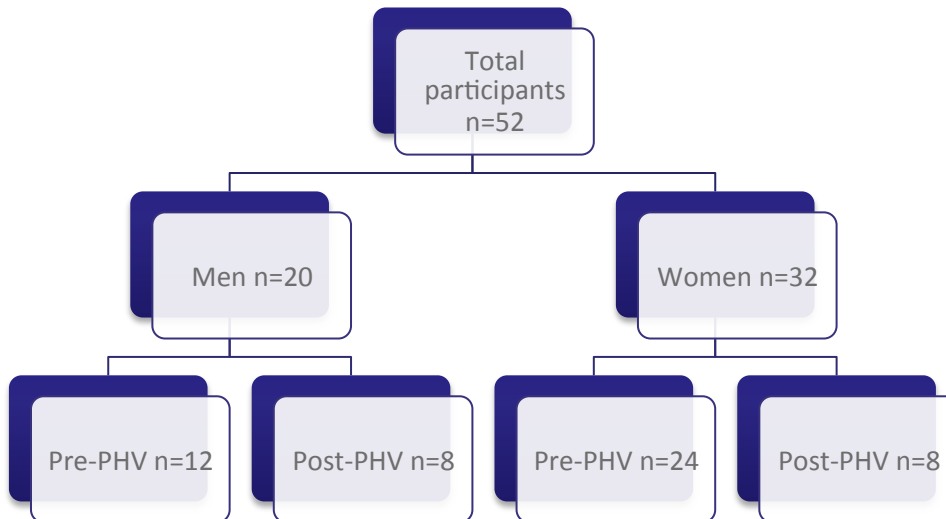 Total
participants
n=52
Men n=20
Women n=32
Pre-PHV n=12
Post-PHV n=8
Pre-PHV n=24
Post-PHV n=8